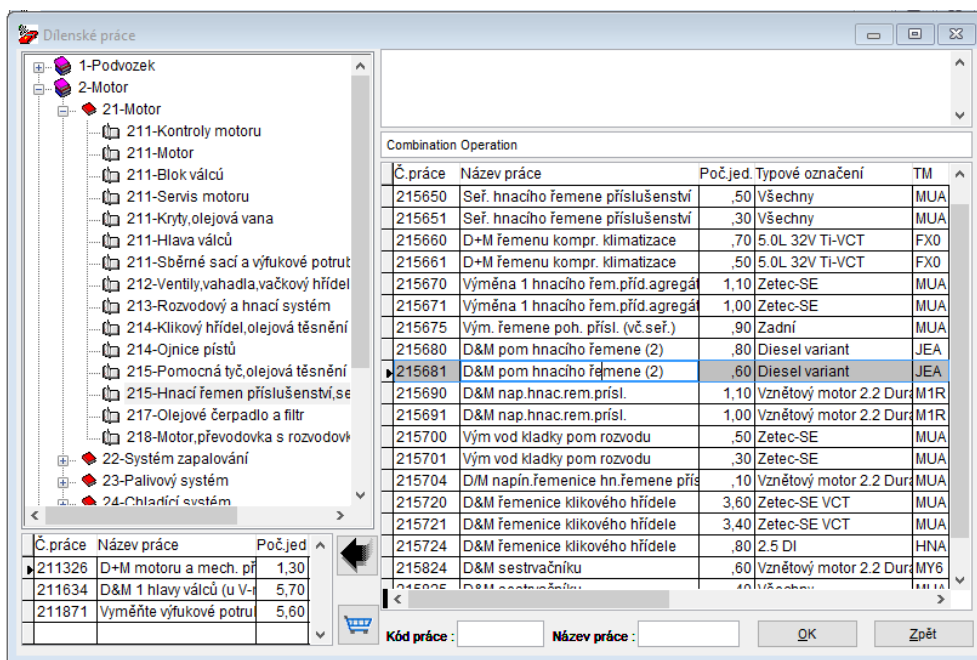 Dílenské práce
1-Podvozek
2-Motor
21-Motor
211-Kontroly motoru
211-Motor
211-Blok válcú
211-Servis motoru
211-Kryty,olejová vana
211-Hlava válců
211-Sběrné sací a výfukové potrub
212-Ventily,vahadla,vačkový hřídel
213-Rozvodový a hnací systém
214-Klikový hřídel,olejová těsnění
214-Ojnice pístů
215-Pomocná tyč,olejová těsnění
215-Hnací řemen příslušenství,se
217-Olejové čerpadlo a filtr
218-Motor,převodovka s rozvodovk
22-Systém zapalování
23-Palivový systém
24-Chladící systém
Č.práce Název práce Poč.jed
211326 D+M motoru a mech. př 1,30
211634 D&M 1 hlavy válců (u V-r 5,70
211871 Vyměňte výfukové potrul 5,60
Combination Operation
Č.práce Název práce Poč.jed. Typové označení TM
215650 Seř. hnacího řemene příslušenství ,50 Všechny MUA
215651 Seř. hnacího řemene příslušenství ,30 Všechny MUA
215660 D+M řemenu kompr. klimatizace ,70 5.0L 32V Ti-VCT FX0
215661 D+M řemenu kompr. klimatizace ,50 5.0L 32V Ti-VCT FX0
215670 Výměna 1 hnacího řem.příd.agregát 1,10 Zetec-SE MUA
215671 Výměna 1 hnacího řem.příd.agregát 1,00 Zetec-SE MUA
215675 Vým. řemene poh. přísl. (vč.seř.) ,90 Zadní MUA
215680 D&M pom hnacího řemene (2) ,80 Diesel variant JEA
215681 D&M pom hnacího řemene (2) ,60 Diesel variant JEA
215690 D&M nap.hnac.rem.prísl. 1,10 Vznětový motor 2.2 Dura M1R
215691 D&M nap.hnac.rem.prísl. 1,00 Vznětový motor 2.2 Dura M1R
215700 Vým vod kladky pom rozvodu ,50 Zetec-SE MUA
215701 Vým vod kladky pom rozvodu ,30 Zetec-SE MUA
215704 D/M napín.řemenice hn.řemene přís ,10 Vznětový motor 2.2 Dura MUA
215720 D&M řemenice klikového hřídele 3,60 Zetec-SE VCT MUA
215721 D&M řemenice klikového hřídele 3,40 Zetec-SE VCT MUA
215724 D&M řemenice klikového hřídele ,80 2.5 DI HNA
215824 D&M sestrvačníku ,60 Vznětový motor 2.2 Dura MY6
215825 D&M sestrvačníku ,40 Všechny MUA
Kód práce : Název práce : OK Zpět